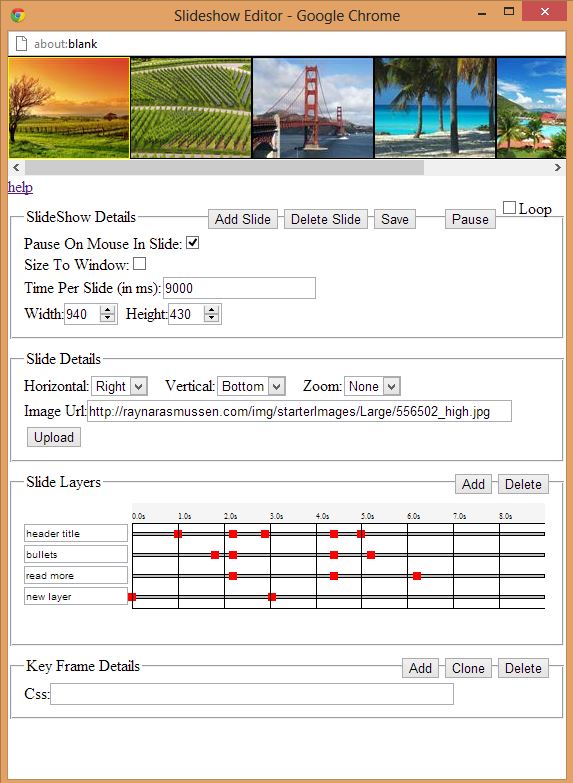 Slideshow Editor - Google Chrome
about:blank
help
SlideShow Details Add Slide Delete Slide Save Pause Loop
Pause On Mouse In Slide:
Size To Window:
Time Per Slide (in ms): 9000
Width: 940 Height: 430
Slide Details
Horizontal: Right Vertical: Bottom Zoom: None
Image Url: http://raynarasmussen.com/img/starterImages/Large/556502_high.jpg
Upload
Slide Layers Add Delete
0.0s 1.0s 2.0s 3.0s 4.0s 5.0s 6.0s 7.0s 8.0s
header title
bullets
read more
new layer
Key Frame Details Add Clone Delete
Css: